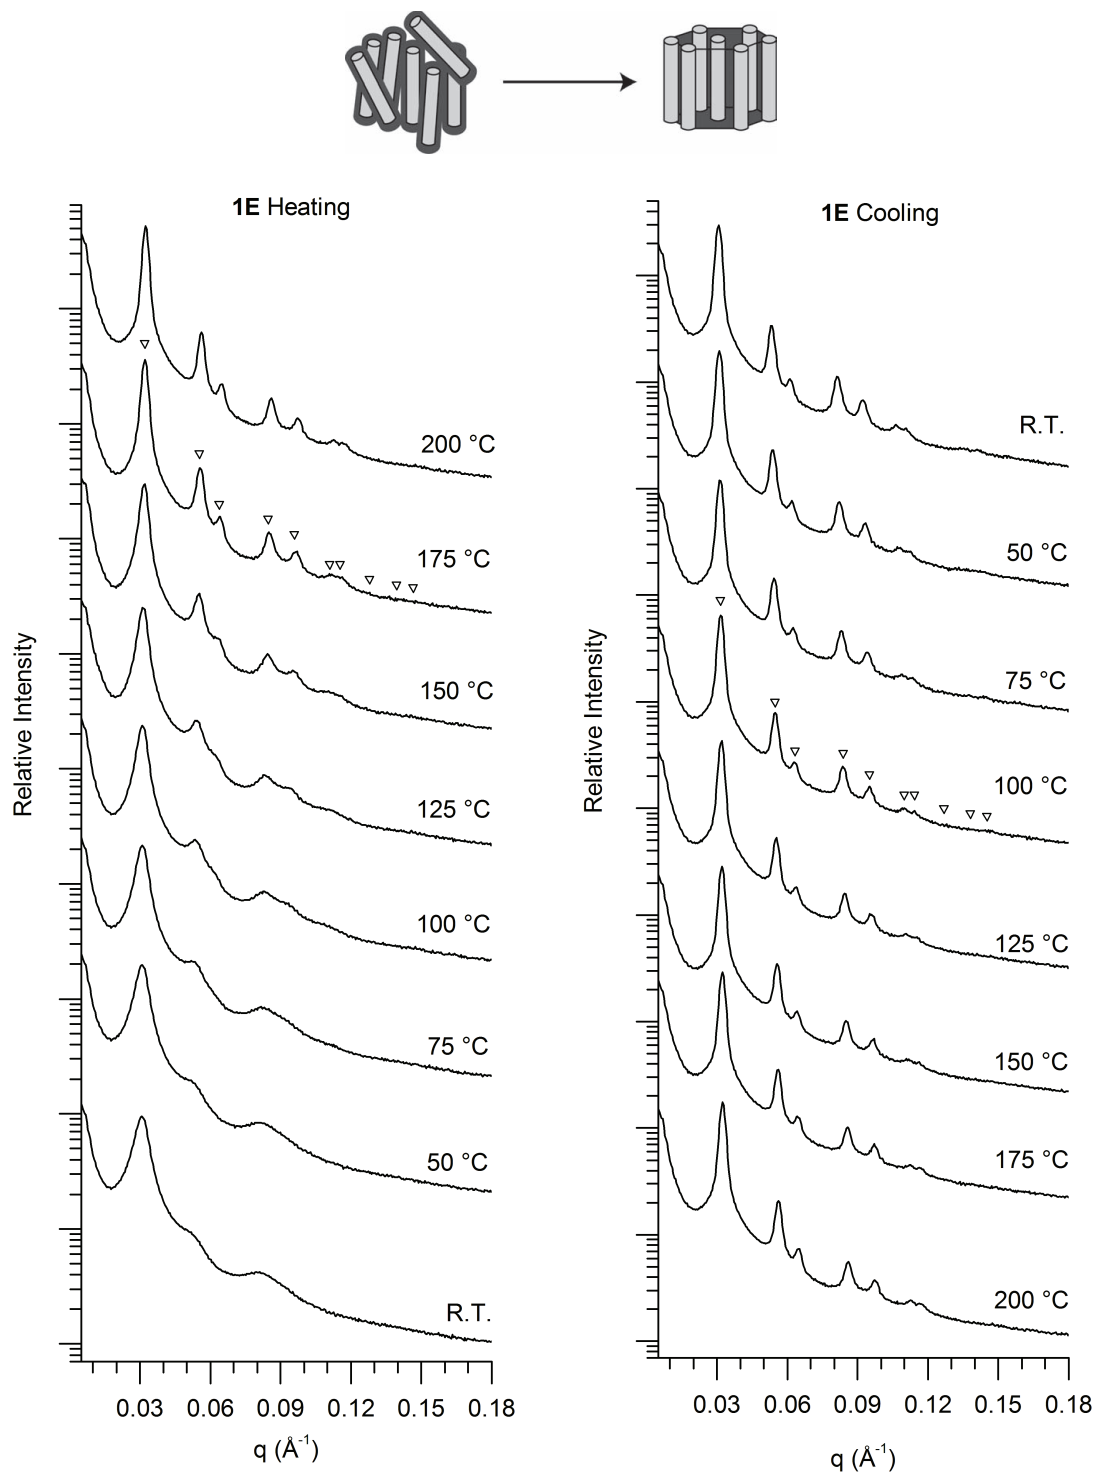 1E Heating
200 °C
175 °C
150 °C
125 °C
100 °C
75 °C
50 °C
R.T.
Relative Intensity
0.03 0.06 0.09 0.12 0.15 0.18
q (Å-1)
1E Cooling
R.T.
50 °C
75 °C
100 °C
125 °C
150 °C
175 °C
200 °C
Relative Intensity
0.03 0.06 0.09 0.12 0.15 0.18
q (Å-1)